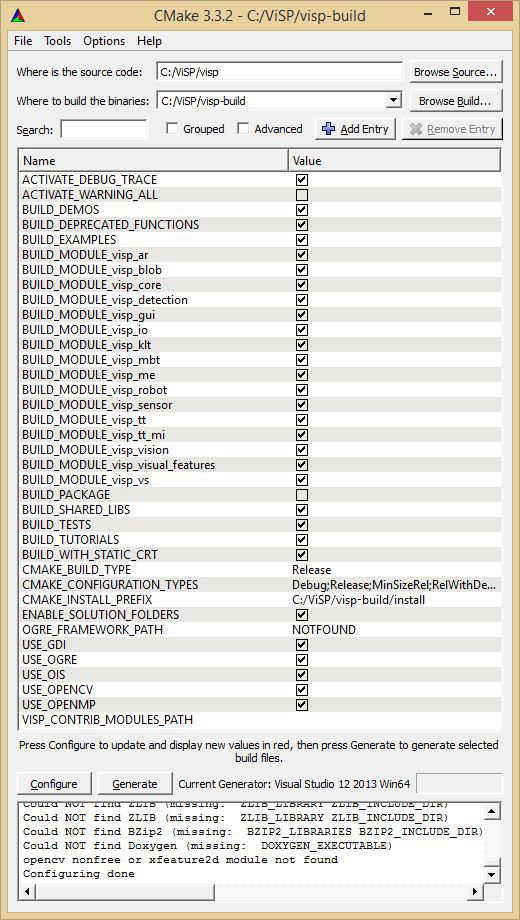 CMake 3.3.2 - C:/ViSP/visp-build
File Tools Options Help
Where is the source code: C:/ViSP/visp Browse Source...
Where to build the binaries: C:/ViSP/visp-build Browse Build...
Search: Grouped Advanced Add Entry Remove Entry
Name Value
ACTIVATE_DEBUG_TRACE
ACTIVATE_WARNING_ALL
BUILD_DEMOS
BUILD_DEPRECATED_FUNCTIONS
BUILD_EXAMPLES
BUILD_MODULE_visp_ar
BUILD_MODULE_visp_blob
BUILD_MODULE_visp_core
BUILD_MODULE_visp_detection
BUILD_MODULE_visp_gui
BUILD_MODULE_visp_io
BUILD_MODULE_visp_klt
BUILD_MODULE_visp_mbt
BUILD_MODULE_visp_me
BUILD_MODULE_visp_robot
BUILD_MODULE_visp_sensor
BUILD_MODULE_visp_tt
BUILD_MODULE_visp_tt_mi
BUILD_MODULE_visp_vision
BUILD_MODULE_visp_visual_features
BUILD_MODULE_visp_vs
BUILD_PACKAGE
BUILD_SHARED_LIBS
BUILD_TESTS
BUILD_TUTORIALS
BUILD_WITH_STATIC_CRT
CMAKE_BUILD_TYPE Release
CMAKE_CONFIGURATION_TYPES Debug;Release;MinSizeRel;RelWithDe...
CMAKE_INSTALL_PREFIX C:/ViSP/visp-build/install
ENABLE_SOLUTION_FOLDERS
OGRE_FRAMEWORK_PATH NOTFOUND
USE_GDI
USE_OGRE
USE_OIS
USE_OPENCV
USE_OPENMP
VISP_CONTRIB_MODULES_PATH
Press Configure to update and display new values in red, then press Generate to generate selected
build files.
Configure Generate Current Generator: Visual Studio 12 2013 Win64
Could NOT find ZLIB (missing: ZLIB_LIBRARY ZLIB_INCLUDE_DIR)
Could NOT find ZLIB (missing: ZLIB_LIBRARY ZLIB_INCLUDE_DIR)
Could NOT find BZip2 (missing: BZIP2_LIBRARIES BZIP2_INCLUDE_DIR)
Could NOT find Doxygen (missing: DOXYGEN_EXECUTABLE)
opencv nonfree or xfeature2d module not found
Configuring done